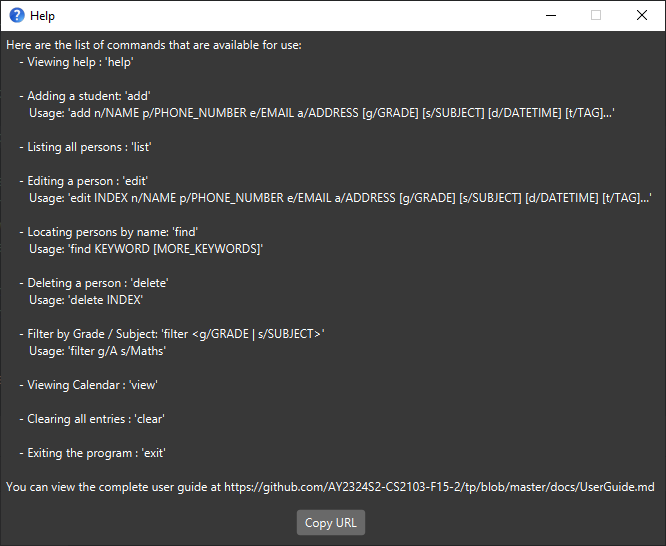 Help
Here are the list of commands that are available for use:
- Viewing help : 'help'
- Adding a student: 'add'
Usage: 'add n/NAME p/PHONE_NUMBER e/EMAIL a/ADDRESS [g/GRADE] [s/SUBJECT] [d/DATETIME] [t/TAG]...'
- Listing all persons : 'list'
- Editing a person : 'edit'
Usage: 'edit INDEX n/NAME p/PHONE_NUMBER e/EMAIL a/ADDRESS [g/GRADE] [s/SUBJECT] [d/DATETIME] [t/TAG]...'
- Locating persons by name: 'find'
Usage: 'find KEYWORD [MORE_KEYWORDS]'
- Deleting a person : 'delete'
Usage: 'delete INDEX'
- Filter by Grade / Subject: 'filter <g/GRADE | s/SUBJECT>'
Usage: 'filter g/A s/Maths'
- Viewing Calendar : 'view'
- Clearing all entries : 'clear'
- Exiting the program : 'exit'
You can view the complete user guide at https://github.com/AY2324S2-CS2103-F15-2/tp/blob/master/docs/UserGuide.md
Copy URL